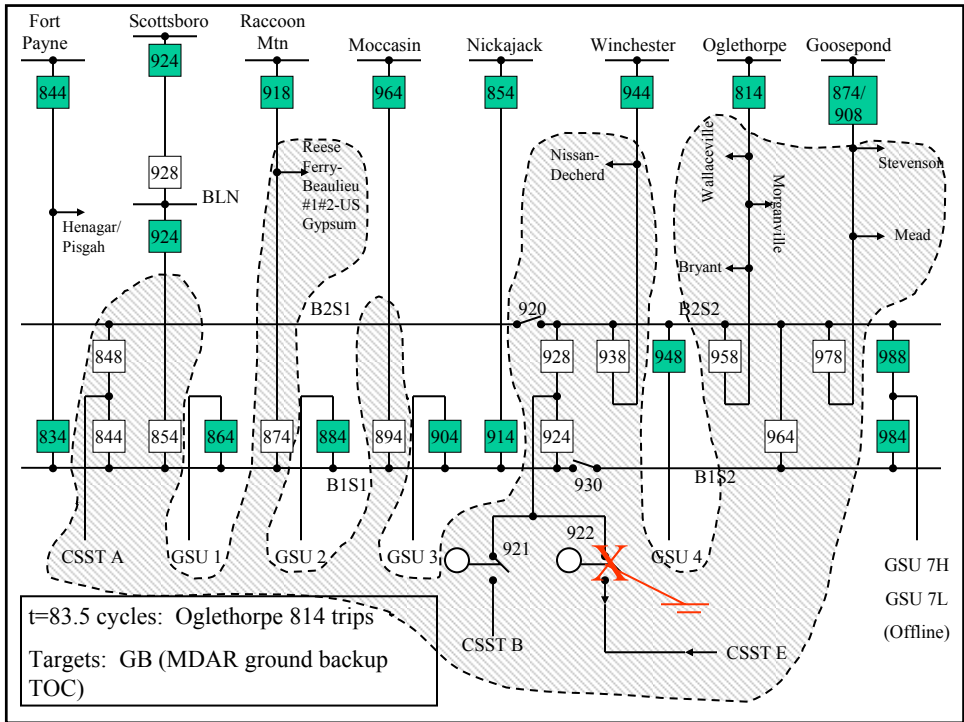 Fort
Payne
Scottsboro
Raccoon
Mtn
Moccasin
Nickajack
Winchester
Oglethorpe
Goosepond
844
924
918
964
854
944
814
874/
908
Reese
Ferry-
Beaulieu
#1#2-US
Gypsum
Nissan-
Decherd
Wallaceville
Morganville
Stevenson
928
BLN
924
Henagar/
Pisgah
Mead
Bryant
B2S1
920
B2S2
848
928
938
948
958
978
988
834
844
854
864
874
884
894
904
914
924
964
984
B1S1
930
B1S2
CSST A
GSU 1
GSU 2
GSU 3
921
922
X
GSU 4
GSU 7H
GSU 7L
(Offline)
CSST B
CSST E
t=83.5 cycles: Oglethorpe 814 trips
Targets: GB (MDAR ground backup
TOC)